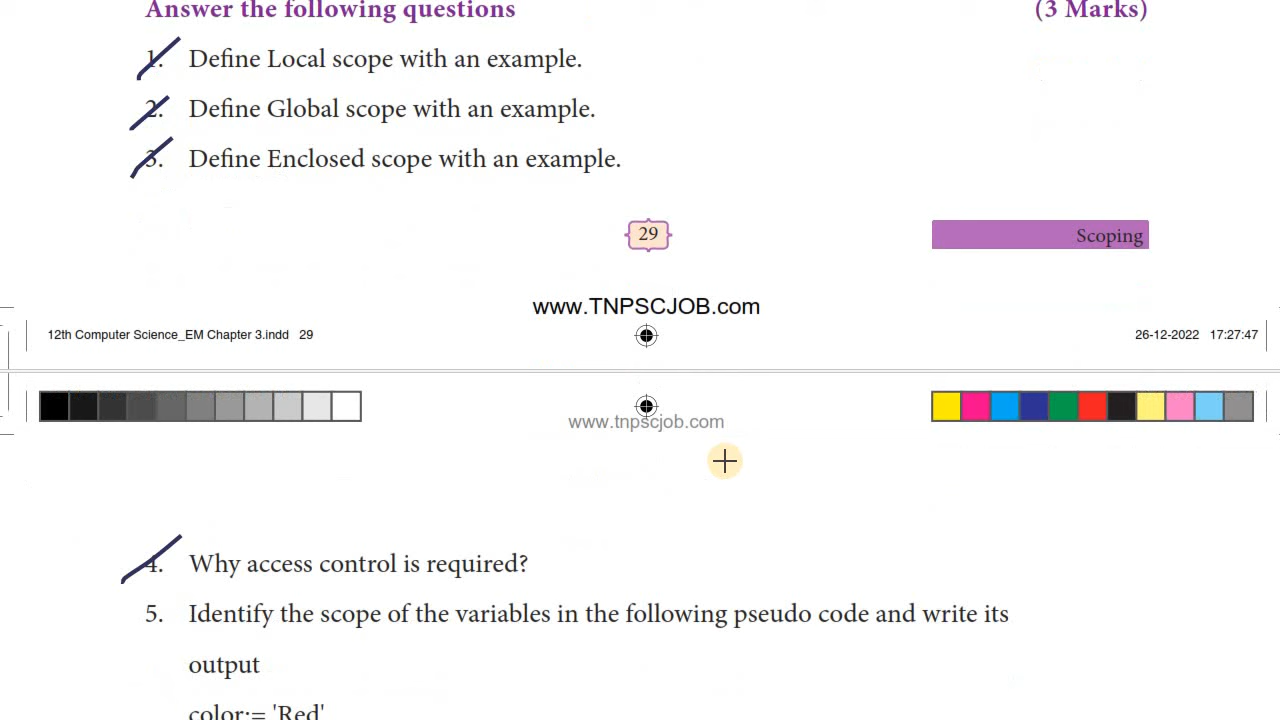 Answer the following questions (3 Marks)
1. Define Local scope with an example.
2. Define Global scope with an example.
3. Define Enclosed scope with an example.
29 Scoping
www.TNPSCJOB.com
12th Computer Science_EM Chapter 3.indd 29 26-12-2022 17:27:47
www.tnpscjob.com
4. Why access control is required?
5. Identify the scope of the variables in the following pseudo code and write its
output
color:= 'Red'